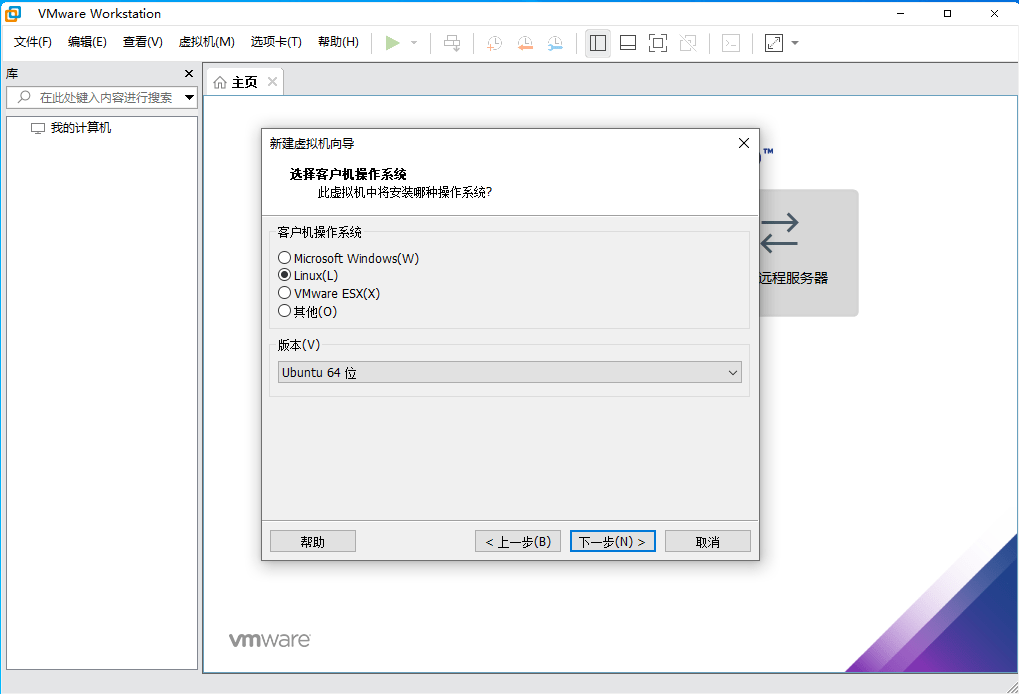 VMware Workstation
文件(F) 编辑(E) 查看(V) 虚拟机(M) 选项卡(T) 帮助(H)
库
主页
在此处键入内容进行搜索
我的计算机
新建虚拟机向导
TM
选择客户机操作系统
此虚拟机中将安装哪种操作系统?
客户机操作系统
Microsoft Windows(W)
Linux(L)
VMware ESX(X)
其他(O)
远程服务器
版本(V)
Ubuntu 64 位
帮助
< 上一步(B)
下一步(N) >
取消
vmware